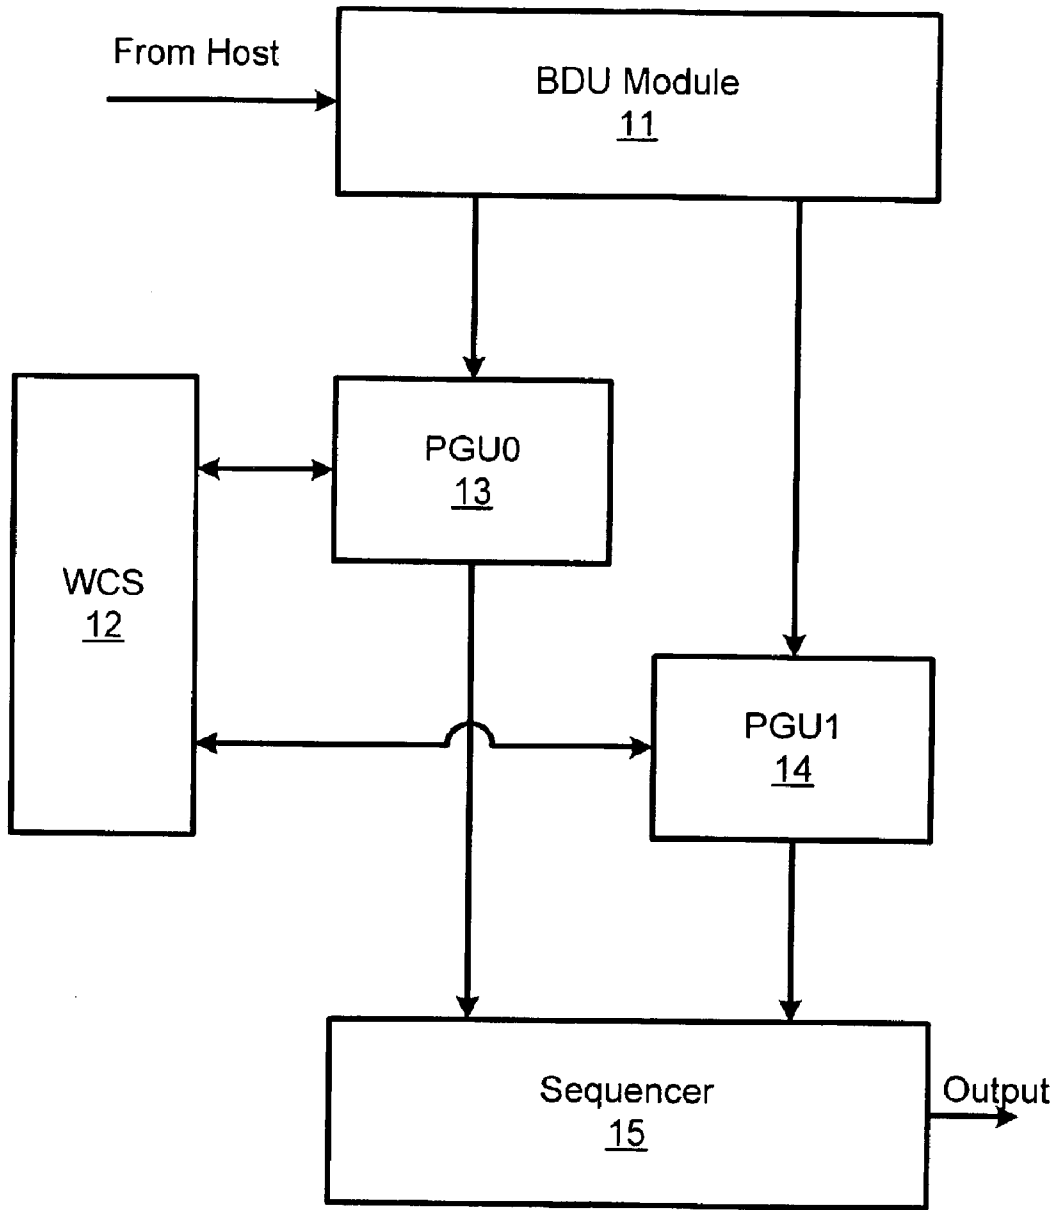 From Host
BDU Module
11
PGU0
13
WCS
12
PGU1
14
Sequencer
15
Output